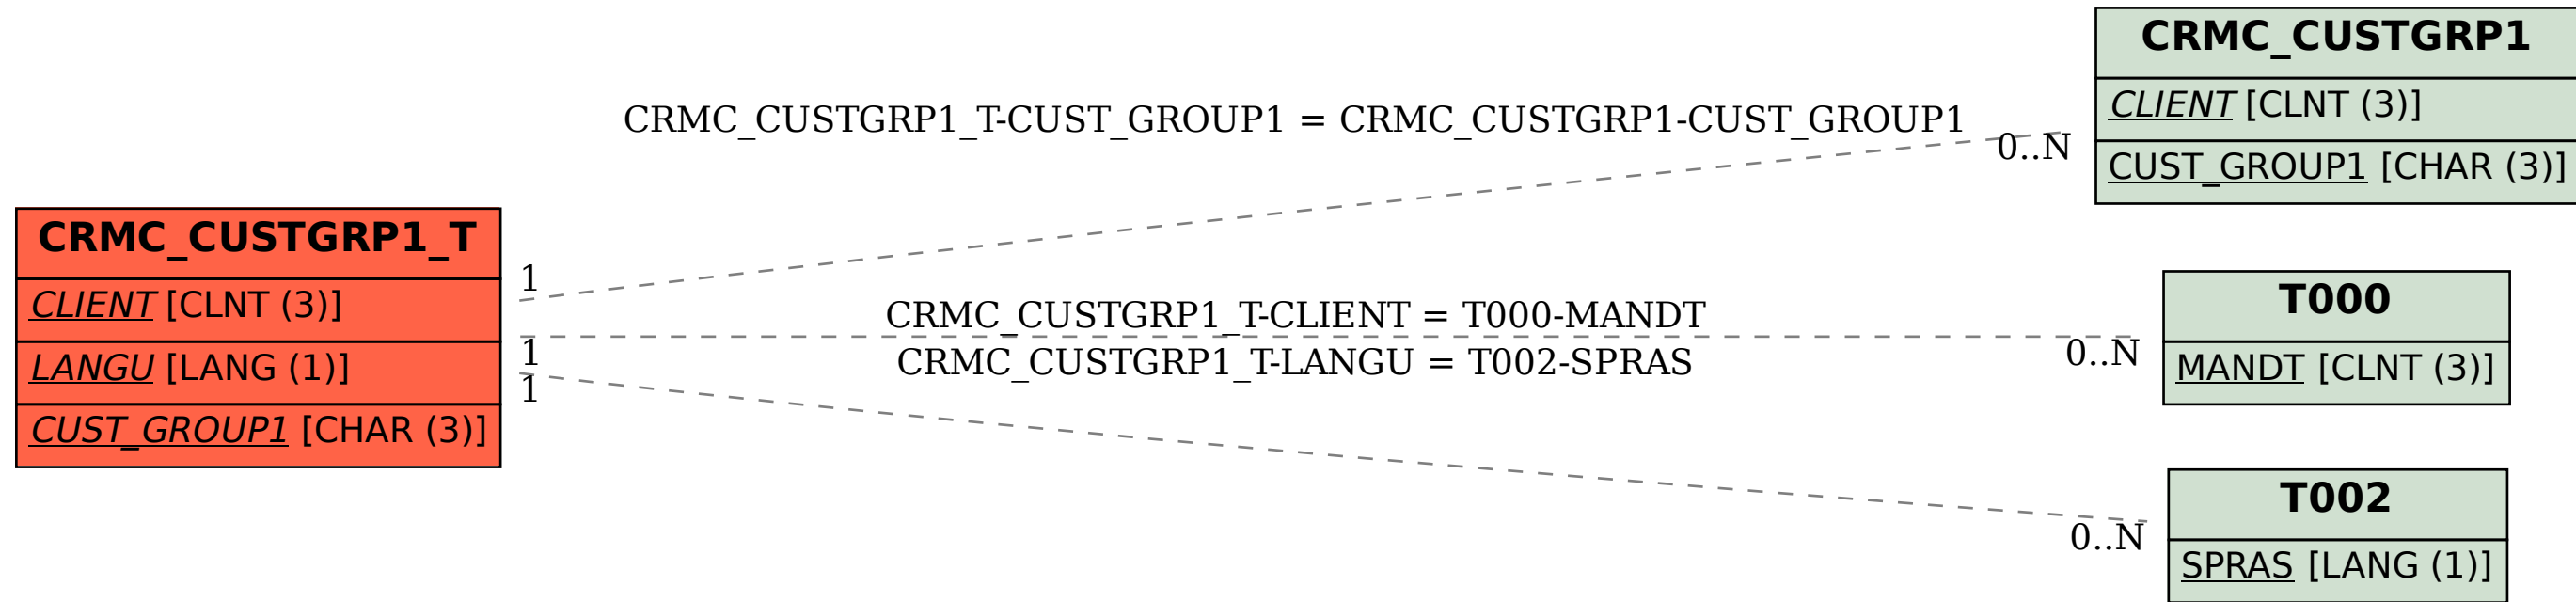 CRMC_CUSTGRP1_T
CLIENT [CLNT (3)]
LANGU [LANG (1)]
CUST_GROUP1 [CHAR (3)]
CRMC_CUSTGRP1_T-CUST_GROUP1 = CRMC_CUSTGRP1-CUST_GROUP1
0..N
1
CRMC_CUSTGRP1_T-CLIENT = T000-MANDT
0..N
1
CRMC_CUSTGRP1_T-LANGU = T002-SPRAS
1
0..N
CRMC_CUSTGRP1
CLIENT [CLNT (3)]
CUST_GROUP1 [CHAR (3)]
T000
MANDT [CLNT (3)]
T002
SPRAS [LANG (1)]